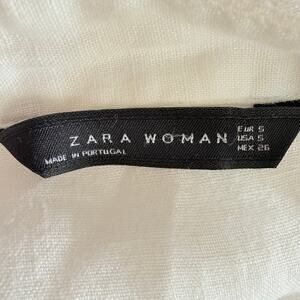 ZARA WOMAN
MADE IN PORTUGAL
EUR S
USA S
MEX 26